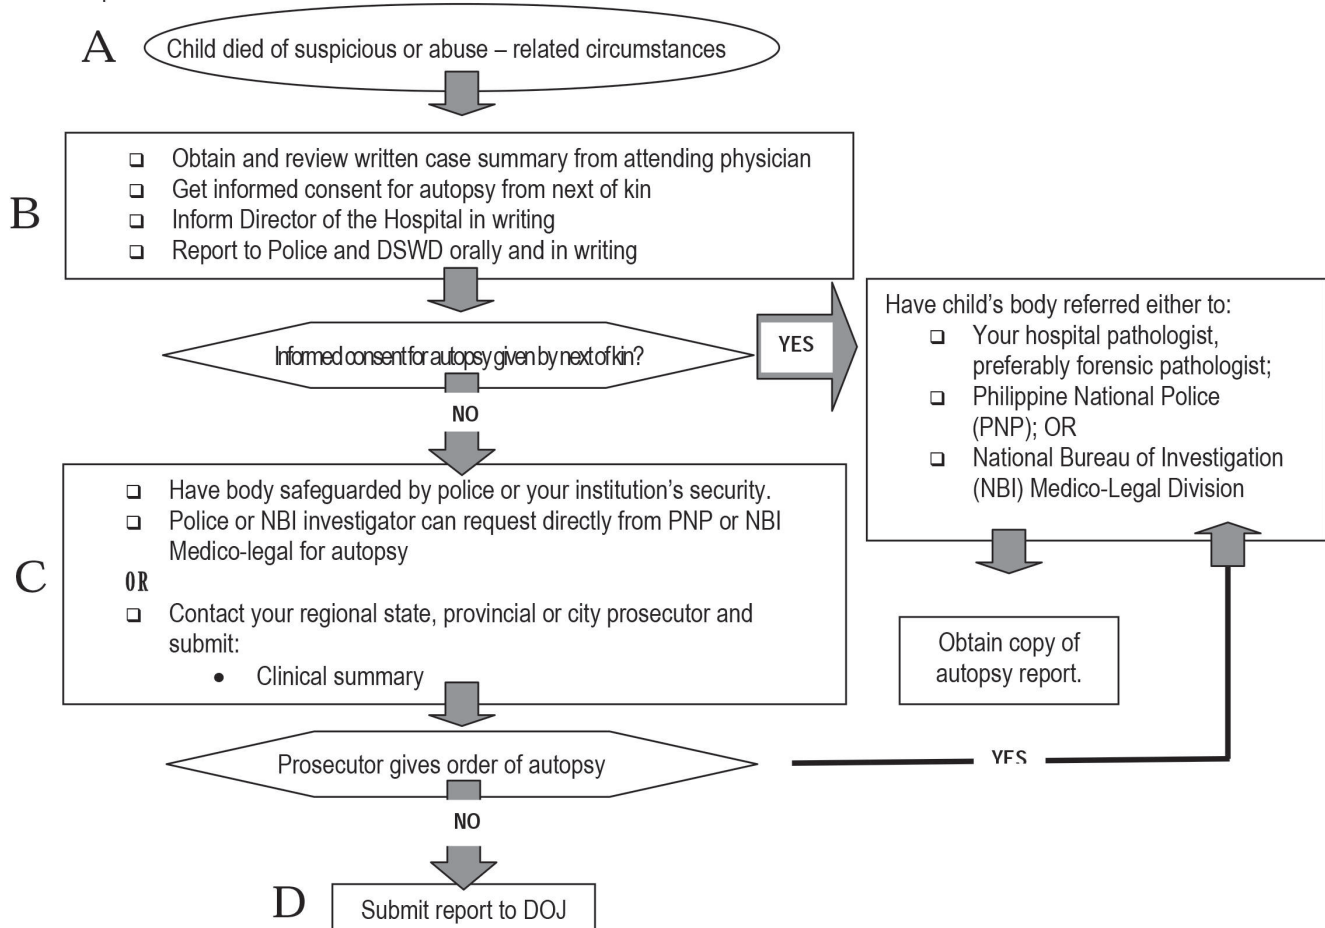 A
Child died of suspicious or abuse – related circumstances
B
❑ Obtain and review written case summary from attending physician
❑ Get informed consent for autopsy from next of kin
❑ Inform Director of the Hospital in writing
❑ Report to Police and DSWD orally and in writing
Informed consent for autopsy given by next of kin?
YES
Have child's body referred either to:
❑ Your hospital pathologist,
preferably forensic pathologist;
❑ Philippine National Police
(PNP); OR
❑ National Bureau of Investigation
(NBI) Medico-Legal Division
NO
C
❑ Have body safeguarded by police or your institution's security.
❑ Police or NBI investigator can request directly from PNP or NBI
Medico-legal for autopsy
OR
❑ Contact your regional state, provincial or city prosecutor and
submit:
• Clinical summary
Obtain copy of
autopsy report.
Prosecutor gives order of autopsy
YES
NO
D
Submit report to DOJ